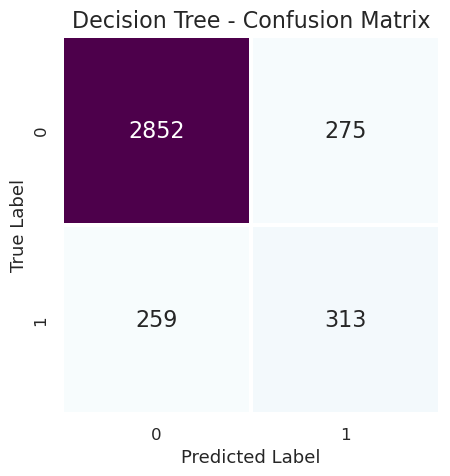 Decision Tree - Confusion Matrix
True Label
0
2852 275
1
259 313
0 1
Predicted Label